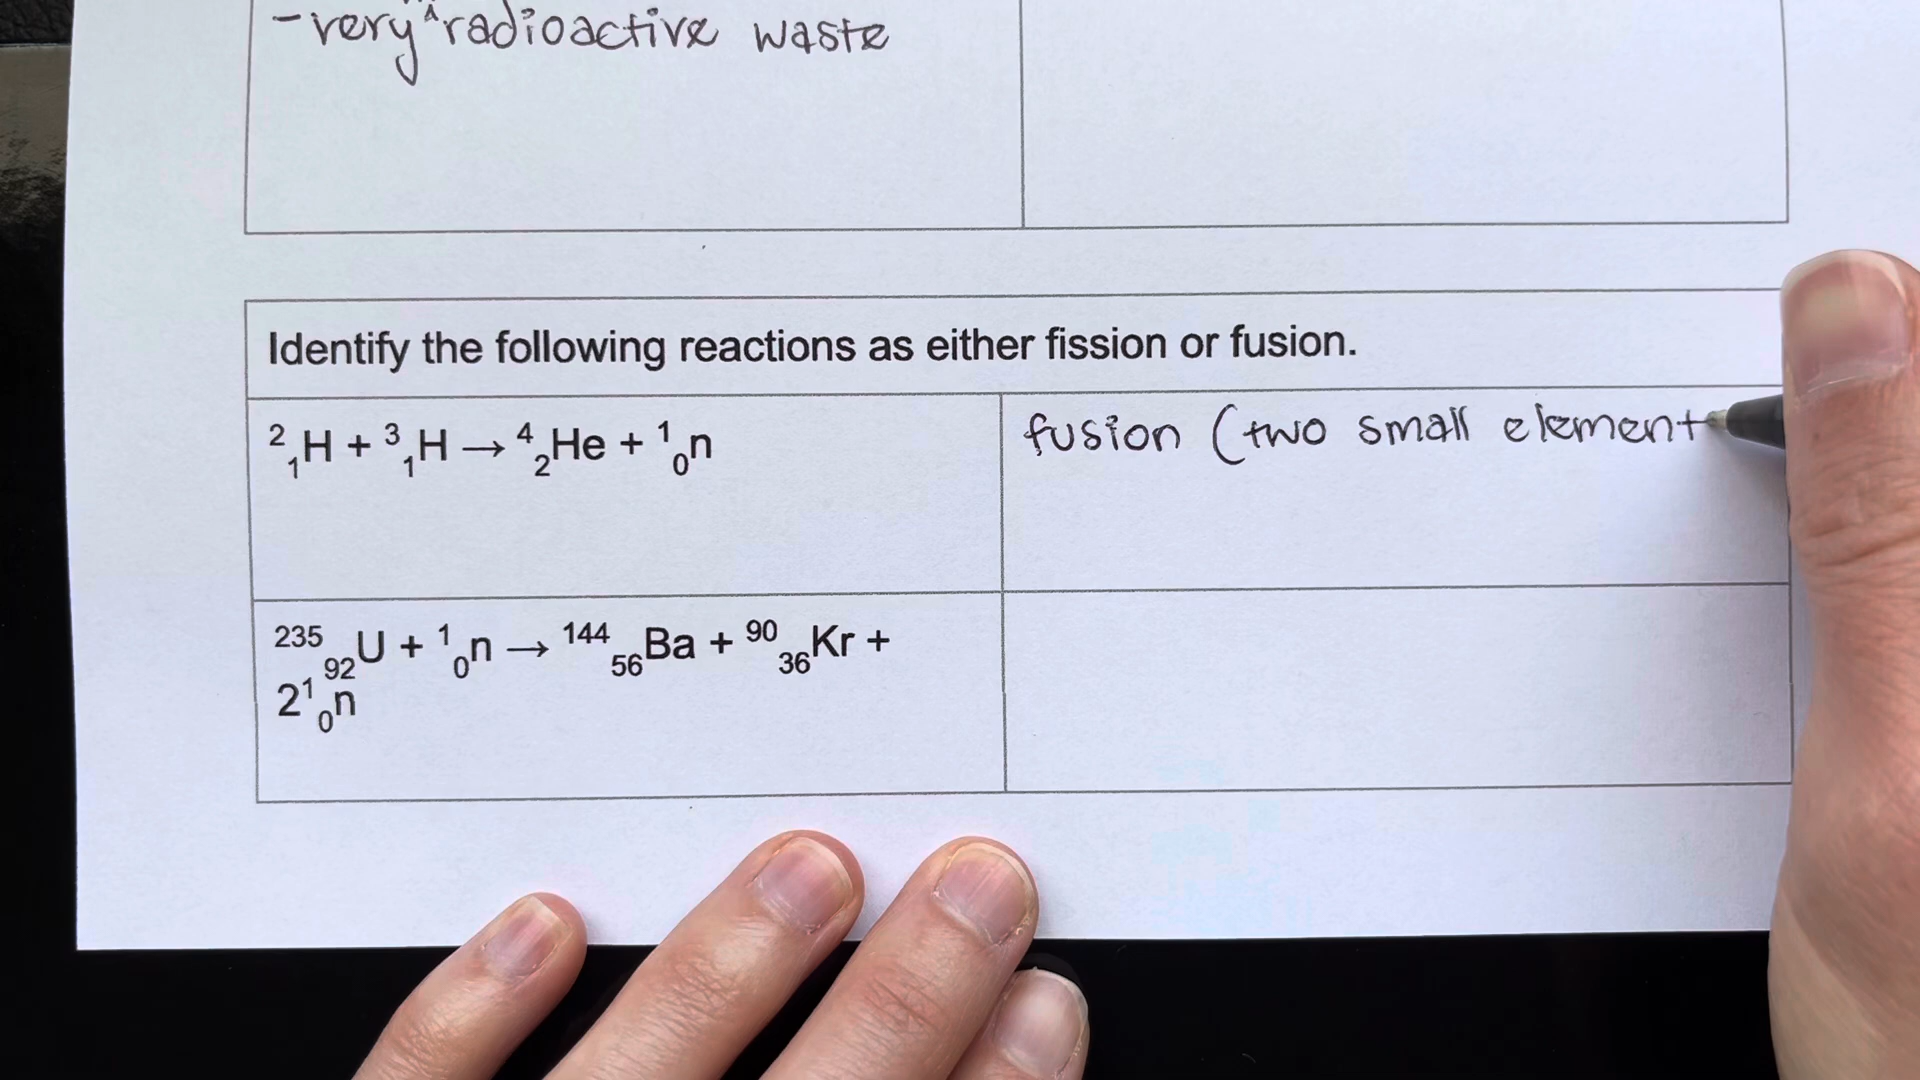 -very radioactive waste
Identify the following reactions as either fission or fusion.
²₁H + ³₁H → ⁴₂He + ¹₀n
fusion (two small element
²³⁵₉₂U + ¹₀n → ¹⁴⁴₅₆Ba + ⁹⁰₃₆Kr +
2¹₀n